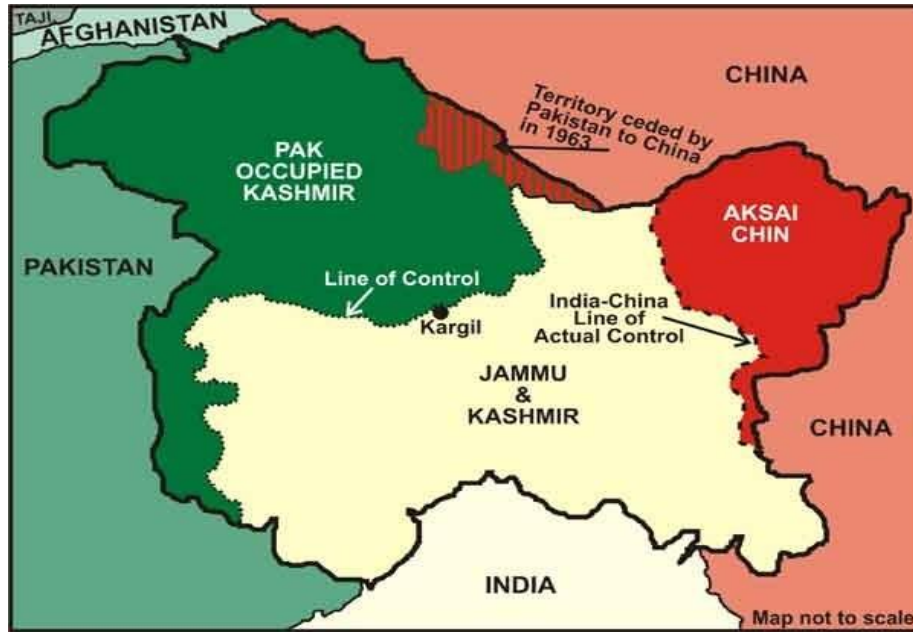 TAJI.
AFGHANISTAN
CHINA
Territory ceded by
Pakistan to China
in 1963
PAK
OCCUPIED
KASHMIR
AKSAI
CHIN
PAKISTAN
Line of Control
India-China
Line of
Actual Control
Kargil
JAMMU
&
KASHMIR
CHINA
INDIA
Map not to scale